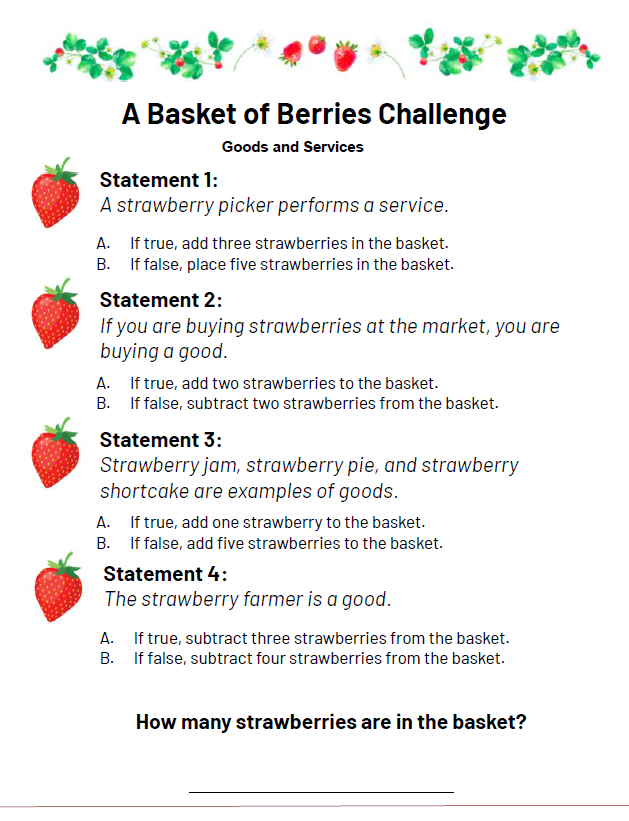 A Basket of Berries Challenge
Goods and Services
Statement 1:
A strawberry picker performs a service.
A. If true, add three strawberries in the basket.
B. If false, place five strawberries in the basket.
Statement 2:
If you are buying strawberries at the market, you are
buying a good.
A. If true, add two strawberries to the basket.
B. If false, subtract two strawberries from the basket.
Statement 3:
Strawberry jam, strawberry pie, and strawberry
shortcake are examples of goods.
A. If true, add one strawberry to the basket.
B. If false, add five strawberries to the basket.
Statement 4:
The strawberry farmer is a good.
A. If true, subtract three strawberries from the basket.
B. If false, subtract four strawberries from the basket.
How many strawberries are in the basket?